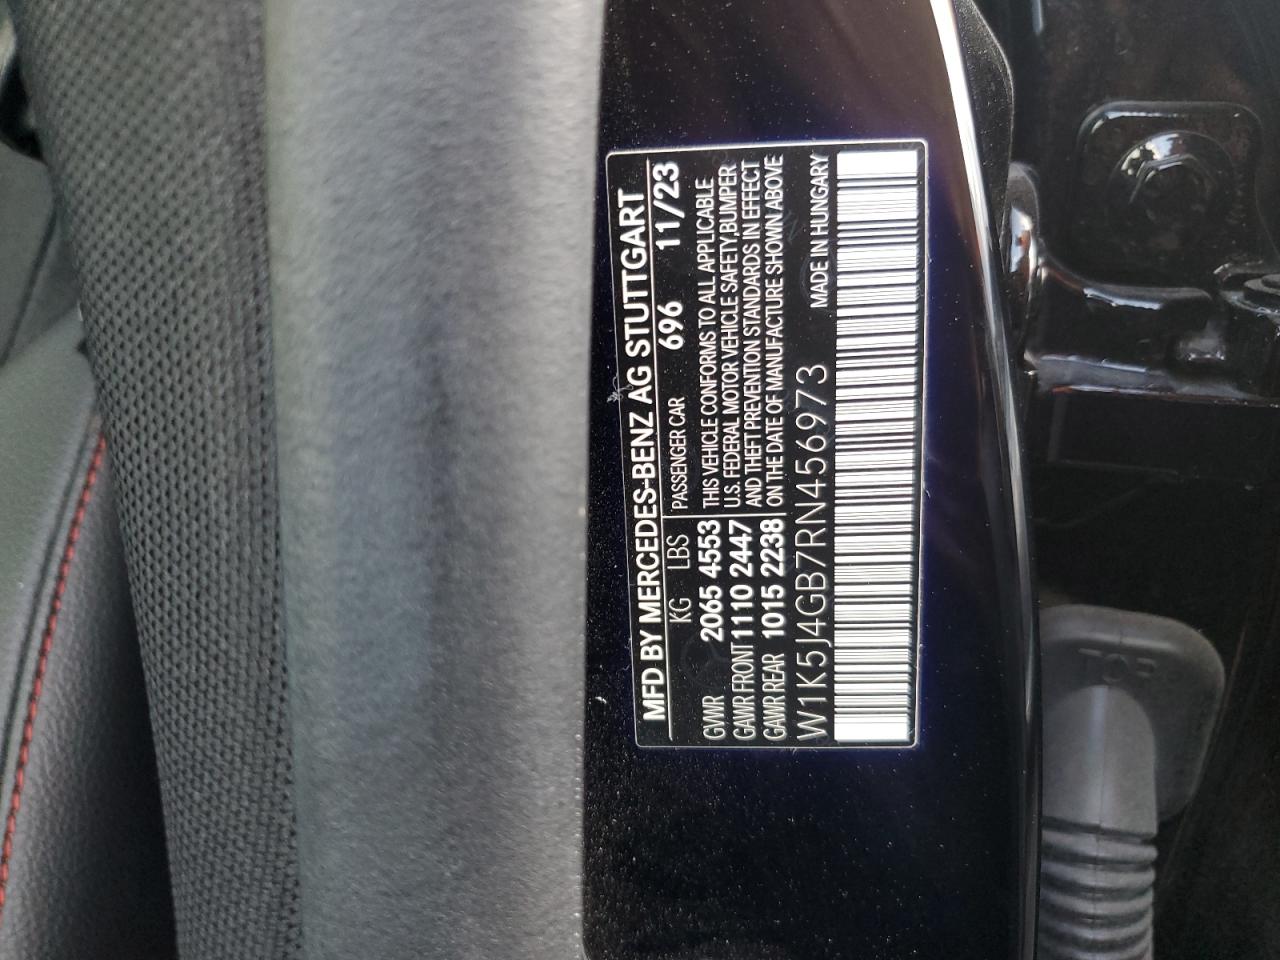 MFD BY MERCEDES-BENZ AG STUTTGART
KG LBS PASSENGER CAR 696 11/23
GVWR 2065 4553 THIS VEHICLE CONFORMS TO ALL APPLICABLE
GAWR FRONT 1110 2447 U.S. FEDERAL MOTOR VEHICLE SAFETY,BUMPER
GAWR REAR 1015 2238 AND THEFT PREVENTION STANDARDS IN EFFECT
ON THE DATE OF MANUFACTURE SHOWN ABOVE
W1K5J4GB7RN456973 MADE IN HUNGARY
TOP